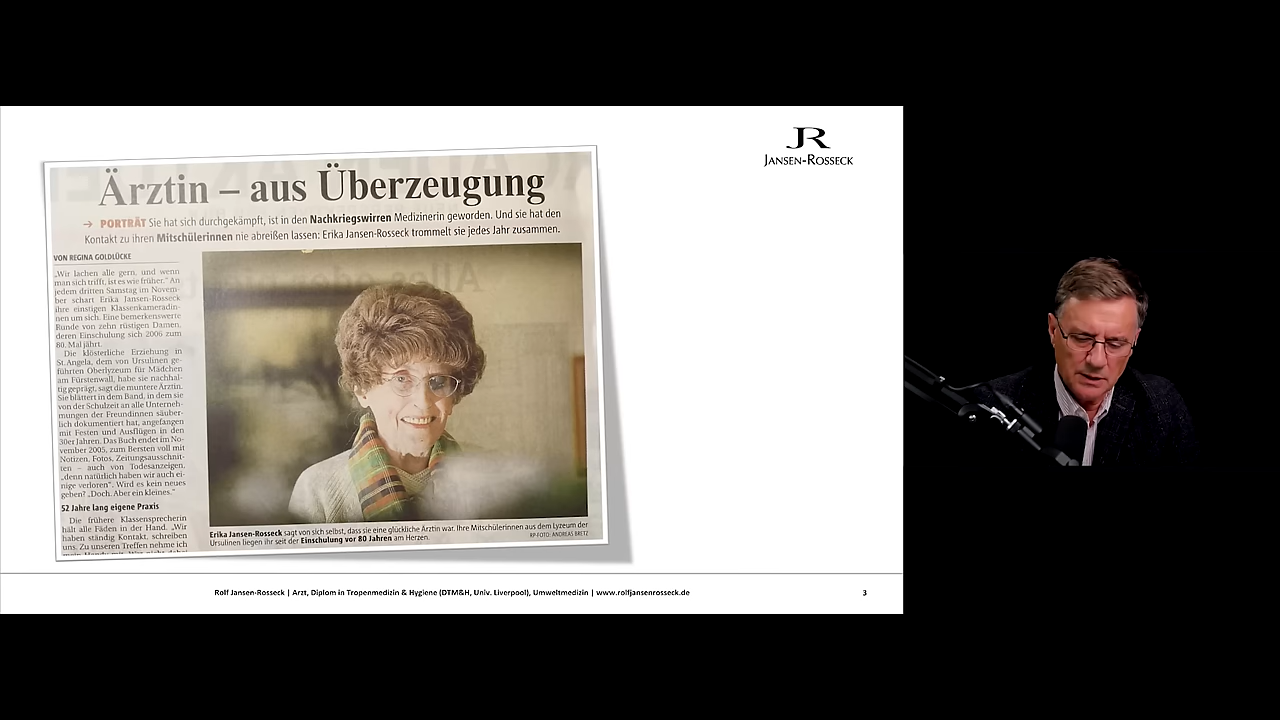 JR
JANSEN-ROSSECK
Ärztin – aus Überzeugung
→ PORTRÄT Sie hat sich durchgekämpft, ist in den Nachkriegswirren Medizinerin geworden. Und sie hat den
Kontakt zu ihren Mitschülerinnen nie abreißen lassen: Erika Jansen-Rosseck trommelt sie jedes Jahr zusammen.
VON REGINA GOLDLÜCKE
„Wir lachen alle gern, und wenn
man sich trifft, ist es wie früher.“ An
jedem dritten Samstag im Novem-
ber schart Erika Jansen-Rosseck
ihre einstigen Klassenkameradin-
nen um sich. Eine bemerkenswerte
Runde von zehn rüstigen Damen,
deren Einschulung sich 2006 zum
80. Mal jährt.
Die klösterliche Erziehung in
St. Angela, dem von Ursulinen ge-
führten Oberlyzeum für Mädchen
am Fürstenwall, habe sie nachhal-
tig geprägt, sagt die muntere Ärztin.
Sie blättert in dem Band, in dem sie
von der Schulzeit an alle Unterneh-
mungen der Freundinnen säuber-
lich dokumentiert hat, angefangen
mit Festen und Ausflügen in den
30er Jahren. Das Buch endet im No-
vember 2005, zum Bersten voll mit
Notizen, Fotos, Zeitungsausschnit-
ten – auch von Todesanzeigen,
„denn natürlich haben wir auch ei-
nige verloren“. Wird es kein neues
geben? „Doch. Aber ein kleines.“
52 Jahre lang eigene Praxis
Die frühere Klassensprecherin
hält alle Fäden in der Hand. „Wir
haben ständig Kontakt, schreiben
uns. Zu unseren Treffen nehme ich
Erika Jansen-Rosseck sagt von sich selbst, dass sie eine glückliche Ärztin war. Ihre Mitschülerinnen aus dem Lyzeum der
Ursulinen liegen ihr seit der Einschulung vor 80 Jahren am Herzen.
RP-FOTO: ANDREAS BRETZ
Rolf Jansen-Rosseck | Arzt, Diplom in Tropenmedizin & Hygiene (DTM&H, Univ. Liverpool), Umweltmedizin | www.rolfjansenrosseck.de
3